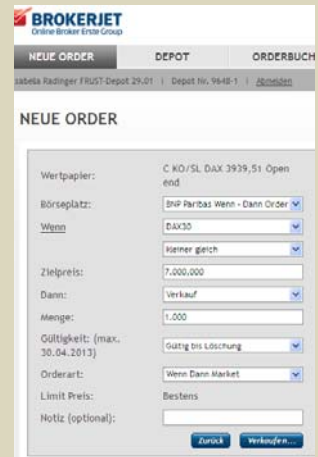 BROKERJET
Online Broker Erste Group
NEUE ORDER DEPOT ORDERBUCH
sabella Radinger FRUST-Depot 29.01 | Depot Nr. 9648-1 | Abmelden
NEUE ORDER
Wertpapier: C KO/SL DAX 3939,51 Open end
Börseplatz: BNP Paribas Wenn - Dann Order
Wenn DAX30
kleiner gleich
Zielpreis: 7.000,000
Dann: Verkauf
Menge: 1.000
Gültigkeit: (max. 30.04.2013) Gültig bis Löschung
Orderart: Wenn Dann Market
Limit Preis: Bestens
Notiz (optional):
Zurück Verkaufen...